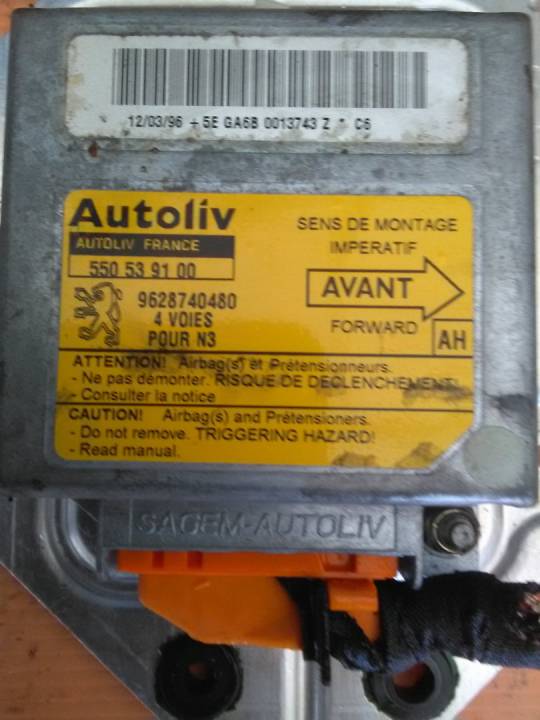 12/03/96 + 5E GA6B 0013743 Z * C6
Autoliv
AUTOLIV FRANCE
550 53 91 00
9628740480
4 VOIES
POUR N3
SENS DE MONTAGE
IMPERATIF
AVANT
FORWARD
AH
ATTENTION! Airbag(s) et Prétensionneurs.
- Ne pas démonter. RISQUE DE DECLENCHEMENT!
- Consulter la notice
CAUTION! Airbag(s) and Prétensioners.
- Do not remove. TRIGGERING HAZARD!
- Read manual.
SAGEM-AUTOLIV